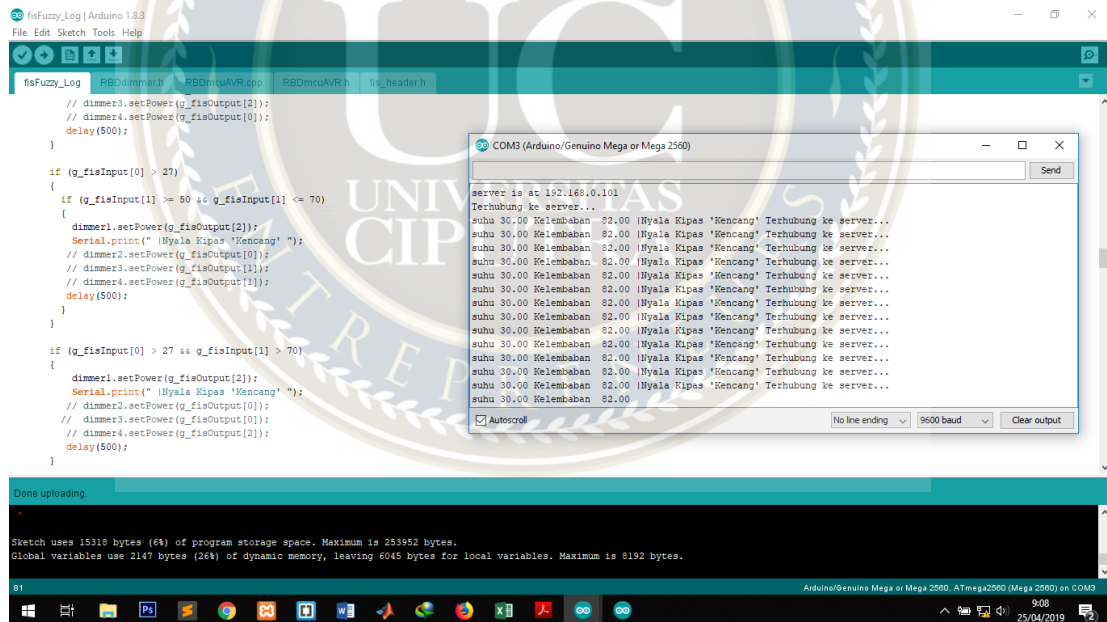 fisFuzzy_Log | Arduino 1.8.3
File Edit Sketch Tools Help
fisFuzzy_Log RBDdimmer.h RBDmcuAVR.cpp RBDmcuAVR.h fis_header.h
// dimmer3.setPower(g_fisOutput[2]);
// dimmer4.setPower(g_fisOutput[0]);
delay(500);
}
if (g_fisInput[0] > 27)
{
if (g_fisInput[1] >= 50 && g_fisInput[1] <= 70)
{
dimmer1.setPower(g_fisOutput[2]);
Serial.print(" |Nyala Kipas 'Kencang' ");
// dimmer2.setPower(g_fisOutput[0]);
// dimmer3.setPower(g_fisOutput[1]);
// dimmer4.setPower(g_fisOutput[1]);
delay(500);
}
}
if (g_fisInput[0] > 27 && g_fisInput[1] > 70)
{
dimmer1.setPower(g_fisOutput[2]);
Serial.print(" |Nyala Kipas 'Kencang' ");
// dimmer2.setPower(g_fisOutput[0]);
// dimmer3.setPower(g_fisOutput[0]);
// dimmer4.setPower(g_fisOutput[2]);
delay(500);
}
COM3 (Arduino/Genuino Mega or Mega 2560)
Send
server is at 192.168.0.101
Terhubung ke server...
suhu 30.00 Kelembaban 82.00 |Nyala Kipas 'Kencang' Terhubung ke server...
suhu 30.00 Kelembaban 82.00 |Nyala Kipas 'Kencang' Terhubung ke server...
suhu 30.00 Kelembaban 82.00 |Nyala Kipas 'Kencang' Terhubung ke server...
suhu 30.00 Kelembaban 82.00 |Nyala Kipas 'Kencang' Terhubung ke server...
suhu 30.00 Kelembaban 82.00 |Nyala Kipas 'Kencang' Terhubung ke server...
suhu 30.00 Kelembaban 82.00 |Nyala Kipas 'Kencang' Terhubung ke server...
suhu 30.00 Kelembaban 82.00 |Nyala Kipas 'Kencang' Terhubung ke server...
suhu 30.00 Kelembaban 82.00 |Nyala Kipas 'Kencang' Terhubung ke server...
suhu 30.00 Kelembaban 82.00 |Nyala Kipas 'Kencang' Terhubung ke server...
suhu 30.00 Kelembaban 82.00 |Nyala Kipas 'Kencang' Terhubung ke server...
suhu 30.00 Kelembaban 82.00 |Nyala Kipas 'Kencang' Terhubung ke server...
suhu 30.00 Kelembaban 82.00 |Nyala Kipas 'Kencang' Terhubung ke server...
suhu 30.00 Kelembaban 82.00 |Nyala Kipas 'Kencang' Terhubung ke server...
suhu 30.00 Kelembaban 82.00
Autoscroll No line ending 9600 baud Clear output
UC
UNIVERSITAS
Done uploading.
Sketch uses 15318 bytes (6%) of program storage space. Maximum is 253952 bytes.
Global variables use 2147 bytes (26%) of dynamic memory, leaving 6045 bytes for local variables. Maximum is 8192 bytes.
81 Arduino/Genuino Mega or Mega 2560, ATmega2560 (Mega 2560) on COM3
Ps
9:08
25/04/2019
2